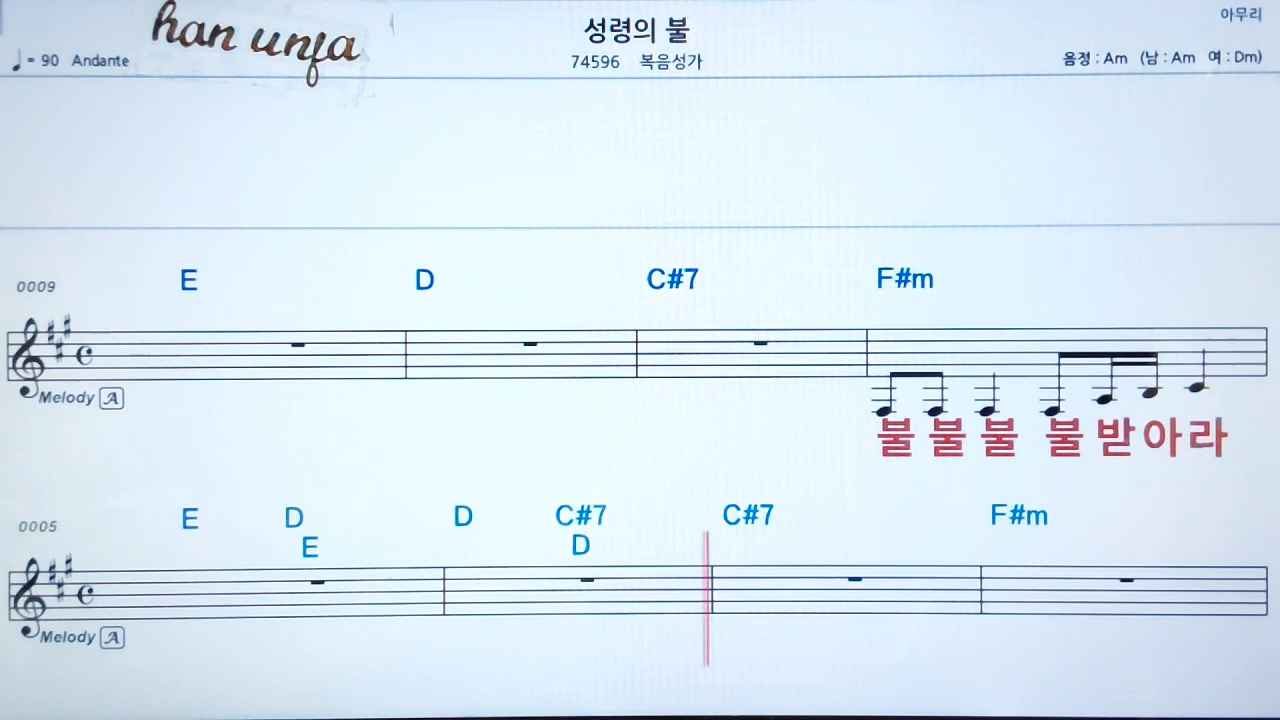 han unfa
성령의 불
아무리
♩= 90 Andante
74596 복음성가
음정 : Am (남 : Am 여 : Dm)
E D C#7 F#m
0009
Melody A
불 불 불 불 받 아 라
E D D C#7 C#7 F#m
0005
E D
Melody A